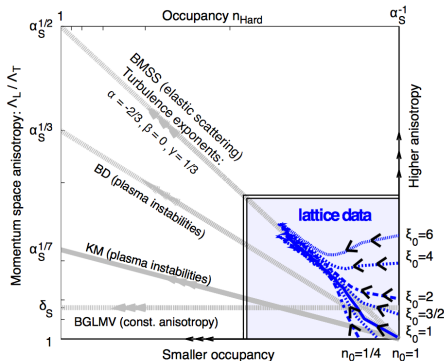 1 Occupancy n_Hard α_S^-1
α_S^1/2
α_S^1/3
α_S^1/7
δ_S
1
Momentum space anisotropy: Λ_L / Λ_T
BMSS (elastic scattering)
Turbulence exponents:
α = -2/3, β = 0, γ = 1/3
BD (plasma instabilities)
KM (plasma instabilities)
BGLMV (const. anisotropy)
lattice data
Higher anisotropy
ξ_0=6
ξ_0=4
ξ_0=2
ξ_0=3/2
ξ_0=1
Smaller occupancy n_0=1/4 n_0=1